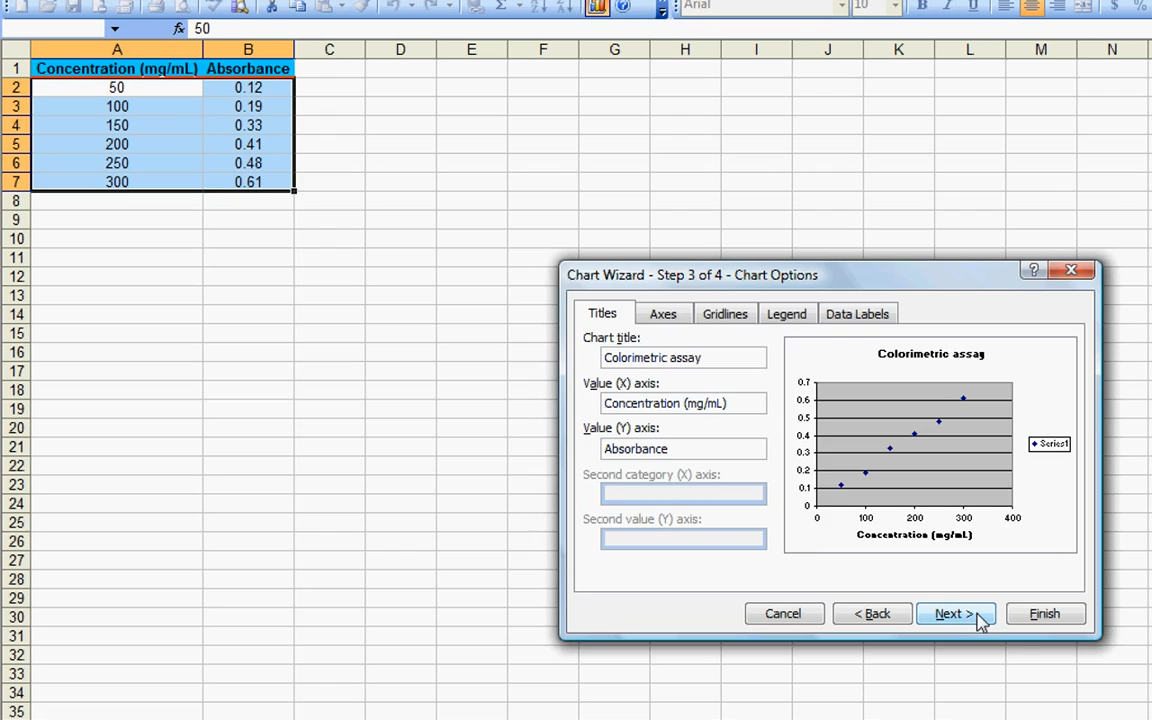 Arial 10 B I U $ %
fx 50
A B C D E F G H I J K L M N
1 Concentration (mg/mL) Absorbance
2 50 0.12
3 100 0.19
4 150 0.33
5 200 0.41
6 250 0.48
7 300 0.61
8
9
10
11
12
13
14
15
16
17
18
19
20
21
22
23
24
25
26
27
28
29
30
31
32
33
34
35
Chart Wizard - Step 3 of 4 - Chart Options
?
Titles Axes Gridlines Legend Data Labels
Chart title:
Colorimetric assay
Value (X) axis:
Concentration (mg/mL)
Value (Y) axis:
Absorbance
Second category (X) axis:
Second value (Y) axis:
Colorimetric assay
0.7
0.6
0.5
0.4
0.3
0.2
0.1
0
0 100 200 300 400
Concentration (mg/mL)
Series1
Cancel < Back Next > Finish